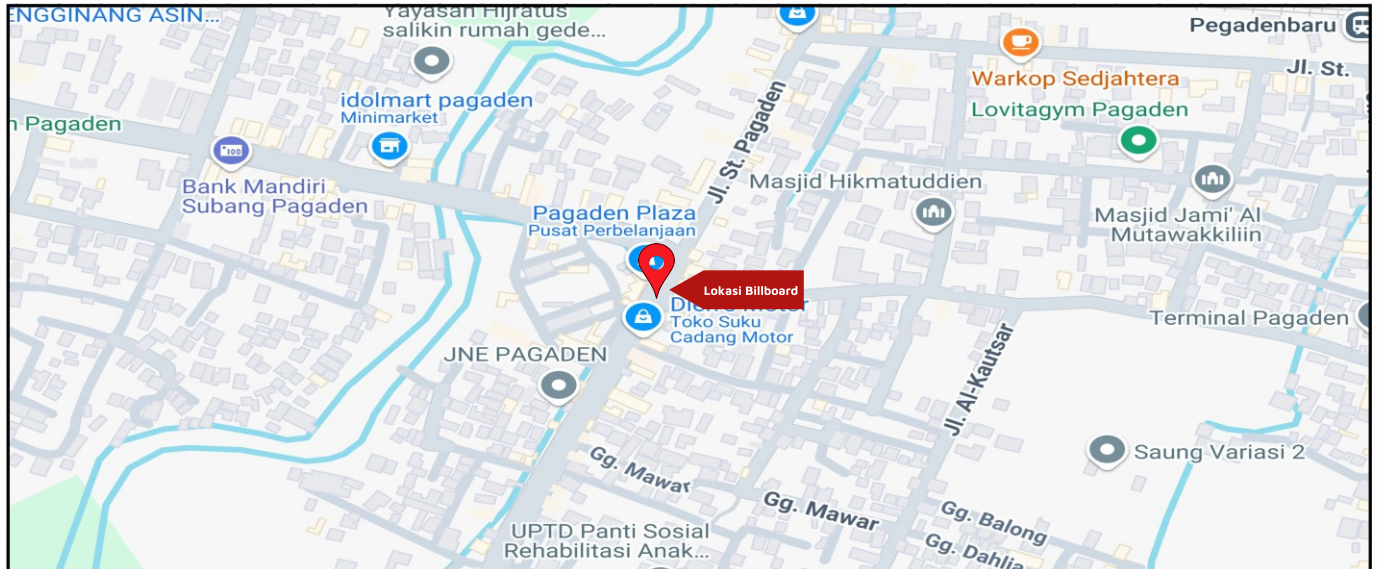 ENGGINANG ASIN...
Yayasan Hijratus
salikin rumah gede...
Pegadenbaru
Warkop Sedjahtera
Jl. St.
idolmart pagaden
Minimarket
Lovitagym Pagaden
Pagaden
Jl. St. Pagaden
Bank Mandiri
Subang Pagaden
Masjid Hikmatuddien
Masjid Jami' Al
Mutawakkiliin
Pagaden Plaza
Pusat Perbelanjaan
Lokasi Billboard
Toko Suku
Cadang Motor
Terminal Pagaden
JNE PAGADEN
Jl. Al-Kautsar
Saung Variasi 2
Gg. Mawar
Gg. Mawar
Gg. Balong
Gg. Dahlia
UPTD Panti Sosial
Rehabilitasi Anak...